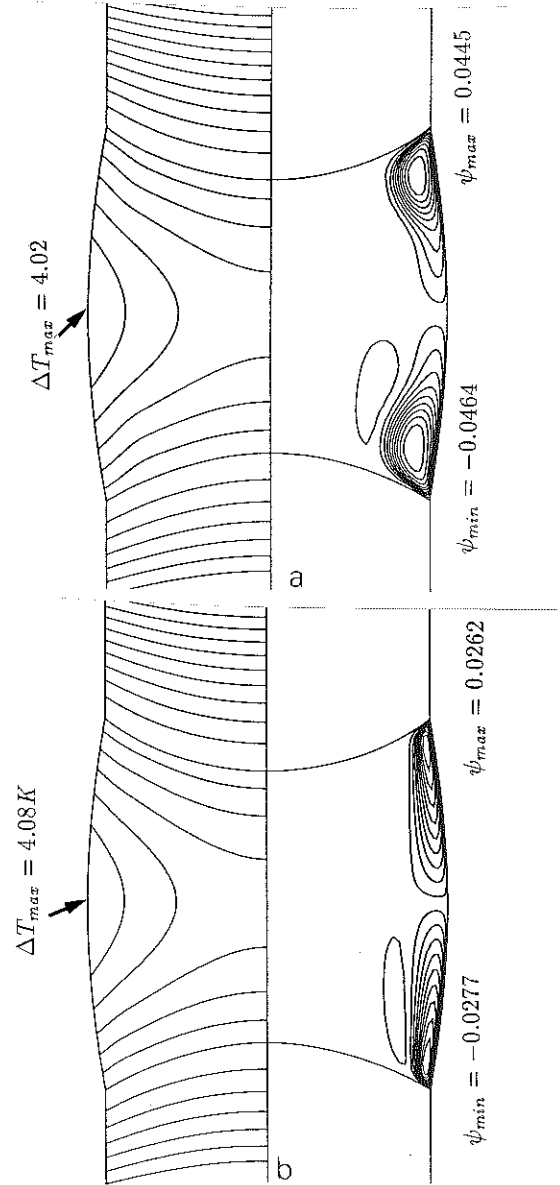 ΔT_max = 4.02
ψ_min = −0.0464
ψ_max = 0.0445
a
ΔT_max = 4.08K
ψ_min = −0.0277
ψ_max = 0.0262
b